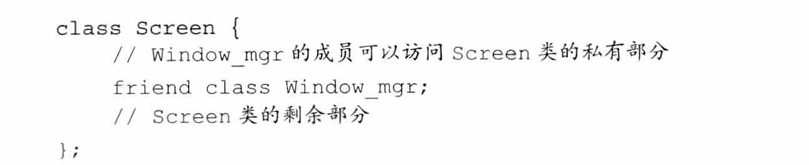 class Screen {
    // Window_mgr 的成员可以访问 Screen 类的私有部分
    friend class Window_mgr;
    // Screen 类的剩余部分
};